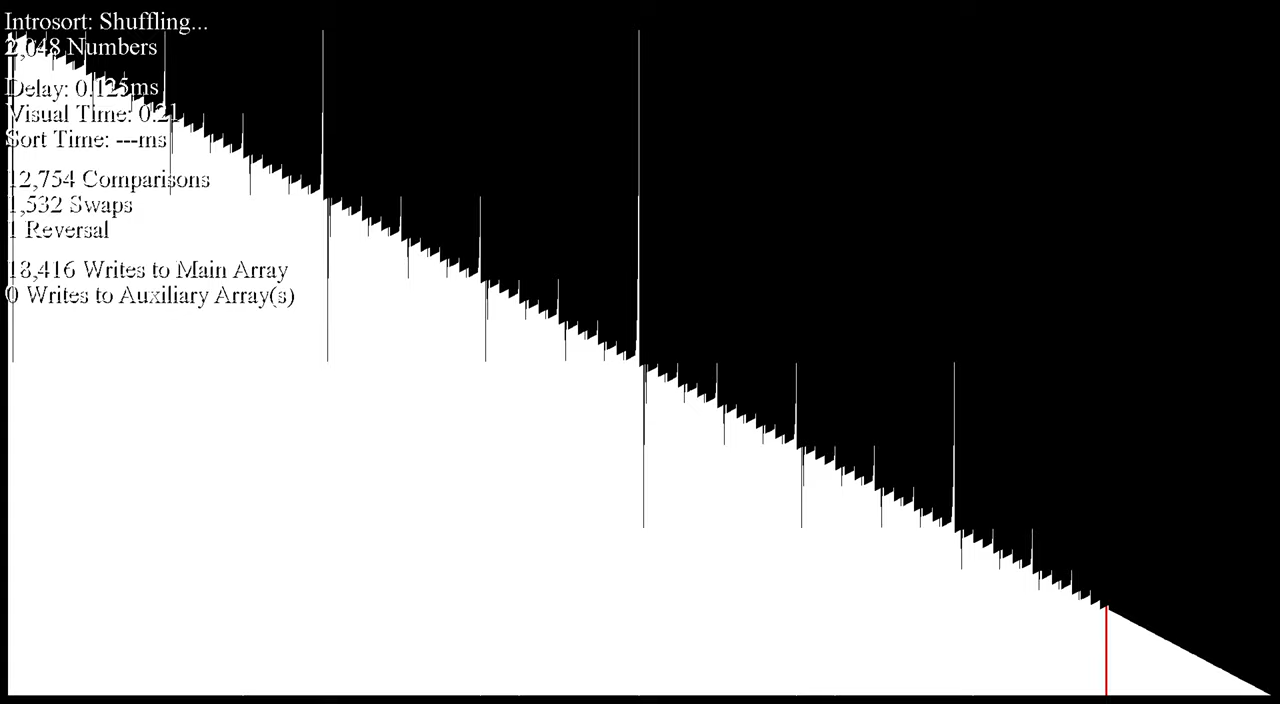 Introsort: Shuffling...
2,048 Numbers
Delay: 0.125ms
Visual Time: 0:21
Sort Time: ---ms
12,754 Comparisons
1,532 Swaps
1 Reversal
18,416 Writes to Main Array
0 Writes to Auxiliary Array(s)